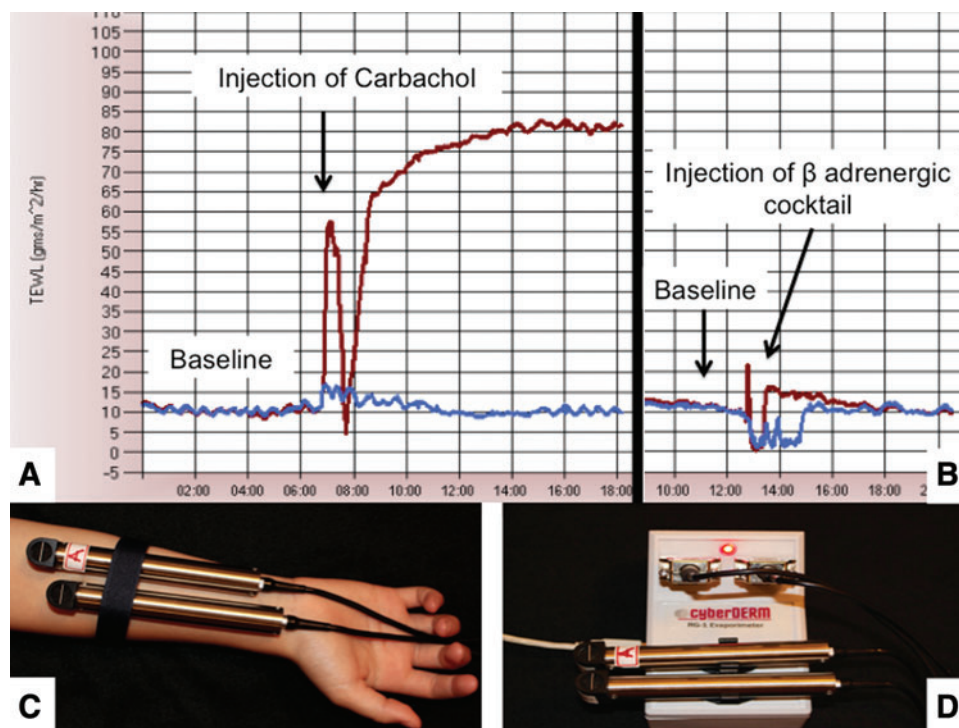 110
105
100
95
90
85
80
75
70
65
60
55
50
45
40
35
30
25
20
15
10
5
0
-5
TEWL (gms/m^2/hr)
Injection of Carbachol
Baseline
02:00 04:00 06:00 08:00 10:00 12:00 14:00 16:00 18:00
A
Injection of β adrenergic
cocktail
Baseline
10:00 12:00 14:00 16:00 18:00
B
A
C
cyberDERM
RG-1 Evaporimeter
A
D